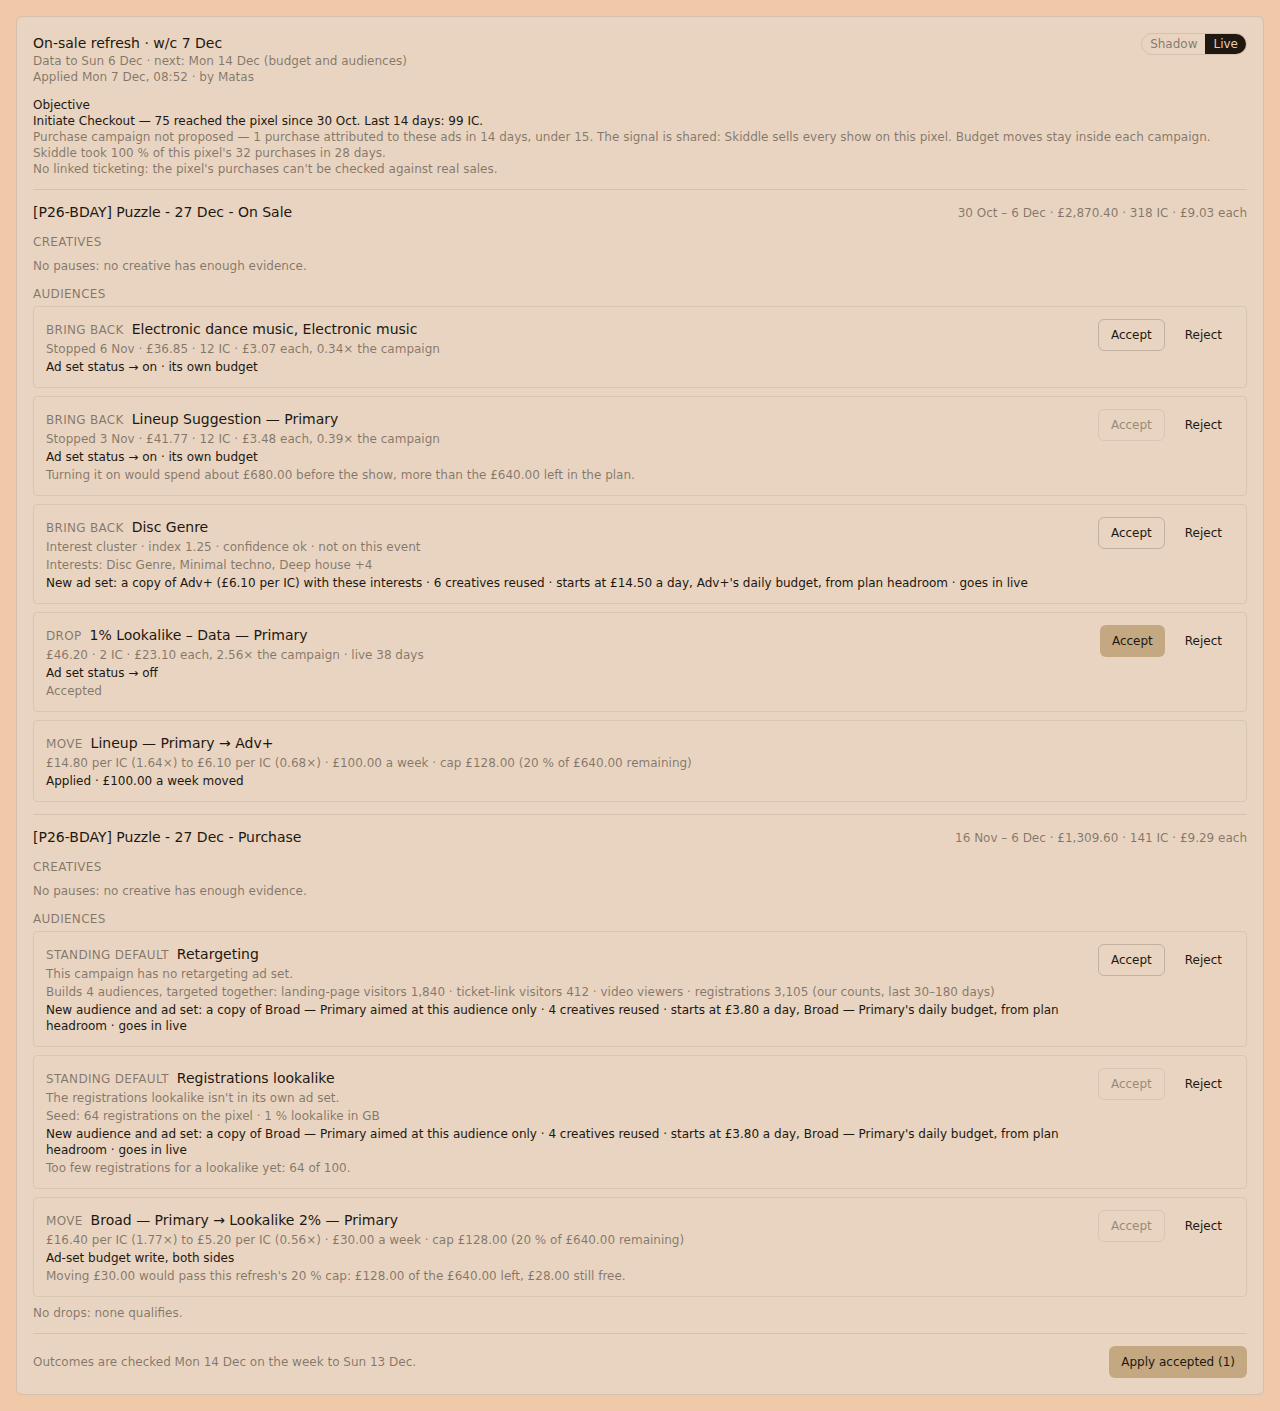 On-sale refresh · w/c 7 Dec
Shadow Live
Data to Sun 6 Dec · next: Mon 14 Dec (budget and audiences)
Applied Mon 7 Dec, 08:52 · by Matas
Objective
Initiate Checkout — 75 reached the pixel since 30 Oct. Last 14 days: 99 IC.
Purchase campaign not proposed — 1 purchase attributed to these ads in 14 days, under 15. The signal is shared: Skiddle sells every show on this pixel. Budget moves stay inside each campaign.
Skiddle took 100 % of this pixel's 32 purchases in 28 days.
No linked ticketing: the pixel's purchases can't be checked against real sales.
[P26-BDAY] Puzzle - 27 Dec - On Sale
30 Oct – 6 Dec · £2,870.40 · 318 IC · £9.03 each
CREATIVES
No pauses: no creative has enough evidence.
AUDIENCES
BRING BACK Electronic dance music, Electronic music
Accept Reject
Stopped 6 Nov · £36.85 · 12 IC · £3.07 each, 0.34× the campaign
Ad set status → on · its own budget
BRING BACK Lineup Suggestion — Primary
Accept Reject
Stopped 3 Nov · £41.77 · 12 IC · £3.48 each, 0.39× the campaign
Ad set status → on · its own budget
Turning it on would spend about £680.00 before the show, more than the £640.00 left in the plan.
BRING BACK Disc Genre
Accept Reject
Interest cluster · index 1.25 · confidence ok · not on this event
Interests: Disc Genre, Minimal techno, Deep house +4
New ad set: a copy of Adv+ (£6.10 per IC) with these interests · 6 creatives reused · starts at £14.50 a day, Adv+'s daily budget, from plan headroom · goes in live
DROP 1% Lookalike – Data — Primary
Accept Reject
£46.20 · 2 IC · £23.10 each, 2.56× the campaign · live 38 days
Ad set status → off
Accepted
MOVE Lineup — Primary → Adv+
£14.80 per IC (1.64×) to £6.10 per IC (0.68×) · £100.00 a week · cap £128.00 (20 % of £640.00 remaining)
Applied · £100.00 a week moved
[P26-BDAY] Puzzle - 27 Dec - Purchase
16 Nov – 6 Dec · £1,309.60 · 141 IC · £9.29 each
CREATIVES
No pauses: no creative has enough evidence.
AUDIENCES
STANDING DEFAULT Retargeting
Accept Reject
This campaign has no retargeting ad set.
Builds 4 audiences, targeted together: landing-page visitors 1,840 · ticket-link visitors 412 · video viewers · registrations 3,105 (our counts, last 30–180 days)
New audience and ad set: a copy of Broad — Primary aimed at this audience only · 4 creatives reused · starts at £3.80 a day, Broad — Primary's daily budget, from plan
headroom · goes in live
STANDING DEFAULT Registrations lookalike
Accept Reject
The registrations lookalike isn't in its own ad set.
Seed: 64 registrations on the pixel · 1 % lookalike in GB
New audience and ad set: a copy of Broad — Primary aimed at this audience only · 4 creatives reused · starts at £3.80 a day, Broad — Primary's daily budget, from plan
headroom · goes in live
Too few registrations for a lookalike yet: 64 of 100.
MOVE Broad — Primary → Lookalike 2% — Primary
Accept Reject
£16.40 per IC (1.77×) to £5.20 per IC (0.56×) · £30.00 a week · cap £128.00 (20 % of £640.00 remaining)
Ad-set budget write, both sides
Moving £30.00 would pass this refresh's 20 % cap: £128.00 of the £640.00 left, £28.00 still free.
No drops: none qualifies.
Outcomes are checked Mon 14 Dec on the week to Sun 13 Dec.
Apply accepted (1)